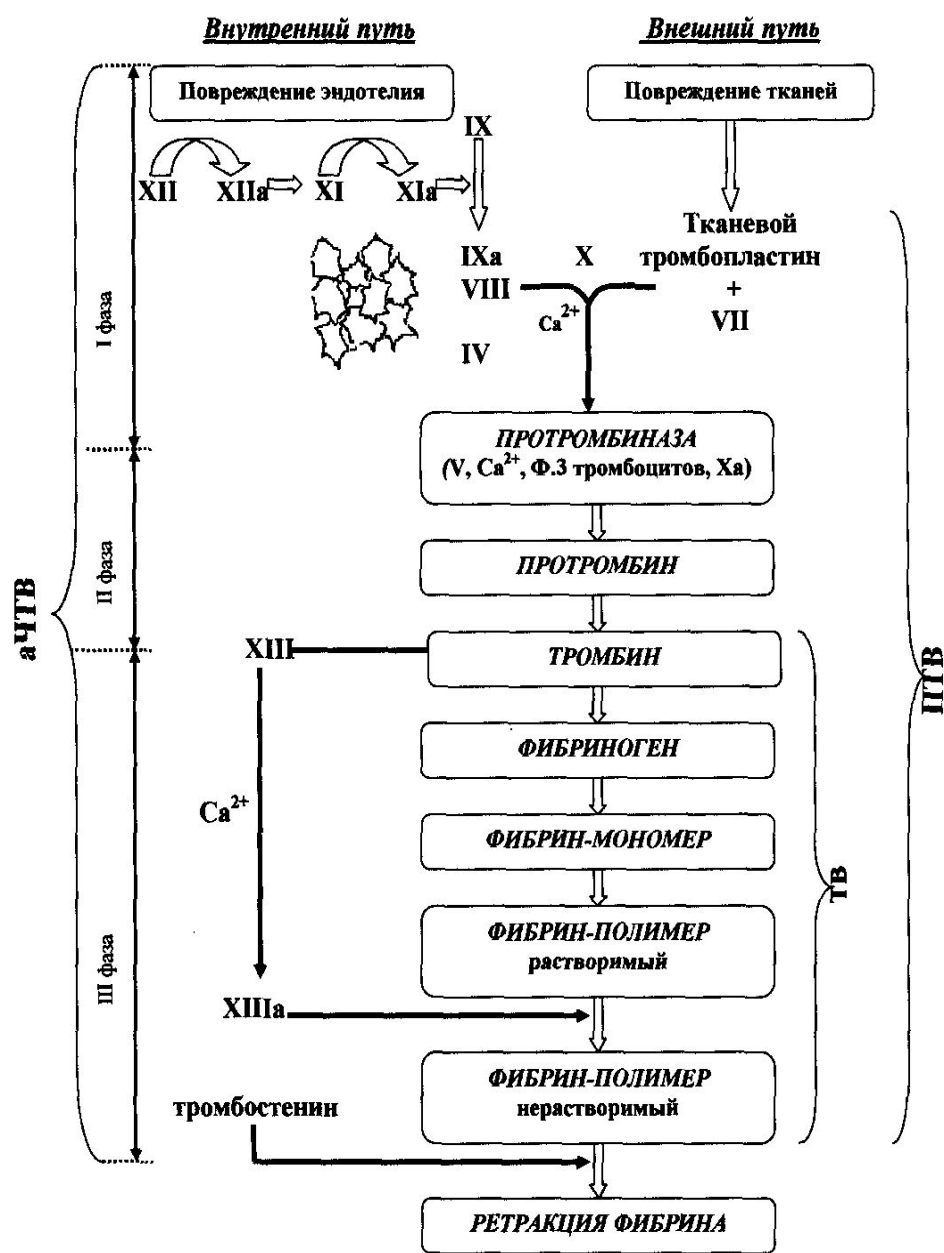 Внутренний путь
Внешний путь
Повреждение эндотелия
Повреждение тканей
IX
XII
XIIa
XI
XIa
Тканевой
тромбопластин
+
VII
IXa
X
VIII
Ca2+
IV
I фаза
ПРОТРОМБИНАЗА
(V, Ca2+, Ф.3 тромбоцитов, Xa)
II фаза
ПРОТРОМБИН
аЧТВ
XIII
ТРОМБИН
ПТВ
ФИБРИНОГЕН
Ca2+
ФИБРИН-МОНОМЕР
ТВ
III фаза
ФИБРИН-ПОЛИМЕР
растворимый
XIIIa
ФИБРИН-ПОЛИМЕР
нерастворимый
тромбостенин
РЕТРАКЦИЯ ФИБРИНА